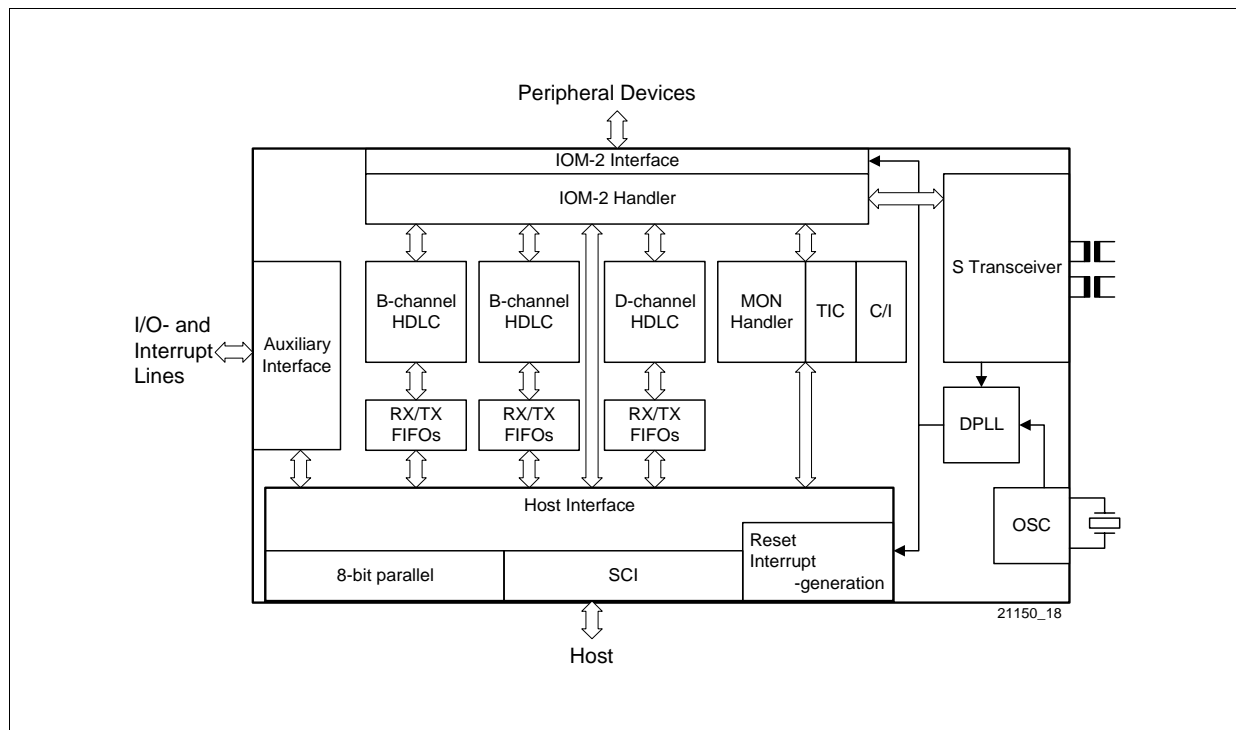 Peripheral Devices
IOM-2 Interface
IOM-2 Handler
S Transceiver
I/O- and
Interrupt
Lines
Auxiliary
Interface
B-channel
HDLC
B-channel
HDLC
D-channel
HDLC
MON
Handler
TIC
C/I
RX/TX
FIFOs
RX/TX
FIFOs
RX/TX
FIFOs
DPLL
OSC
Host Interface
8-bit parallel
SCI
Reset
Interrupt
-generation
21150_18
Host